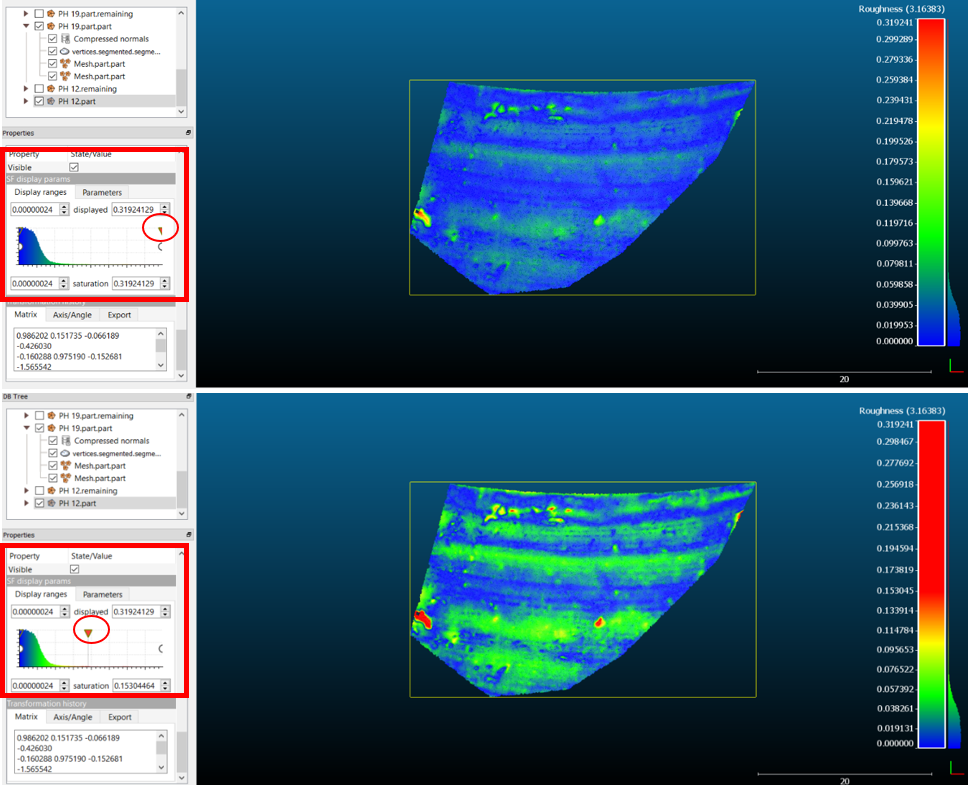 PH 19.part.remaining
PH 19.part.part
Compressed normals
vertices.segmented.segme...
Mesh.part.part
Mesh.part.part
PH 12.remaining
PH 12.part
Properties
Property State/Value
Visible
SF display params
Display ranges Parameters
0.00000024 displayed 0.31924129
0.00000024 saturation 0.31924129
Transformation history
Matrix Axis/Angle Export
0.986202 0.151735 -0.066189
-0.426030
-0.160288 0.975190 -0.152681
-1.565542
Roughness (3.16383)
0.319241
0.299289
0.279336
0.259384
0.239431
0.219478
0.199526
0.179573
0.159621
0.139668
0.119716
0.099763
0.079811
0.059858
0.039905
0.019953
0.000000
20
DB Tree
PH 19.part.remaining
PH 19.part.part
Compressed normals
vertices.segmented.segme...
Mesh.part.part
Mesh.part.part
PH 12.remaining
PH 12.part
Properties
Property State/Value
Visible
SF display params
Display ranges Parameters
0.00000024 displayed 0.31924129
0.00000024 saturation 0.15304464
Transformation history
Matrix Axis/Angle Export
0.986202 0.151735 -0.066189
-0.426030
-0.160288 0.975190 -0.152681
-1.565542
Roughness (3.16383)
0.319241
0.298467
0.277692
0.256918
0.236143
0.215368
0.194594
0.173819
0.153045
0.133914
0.114784
0.095653
0.076522
0.057392
0.038261
0.019131
0.000000
20